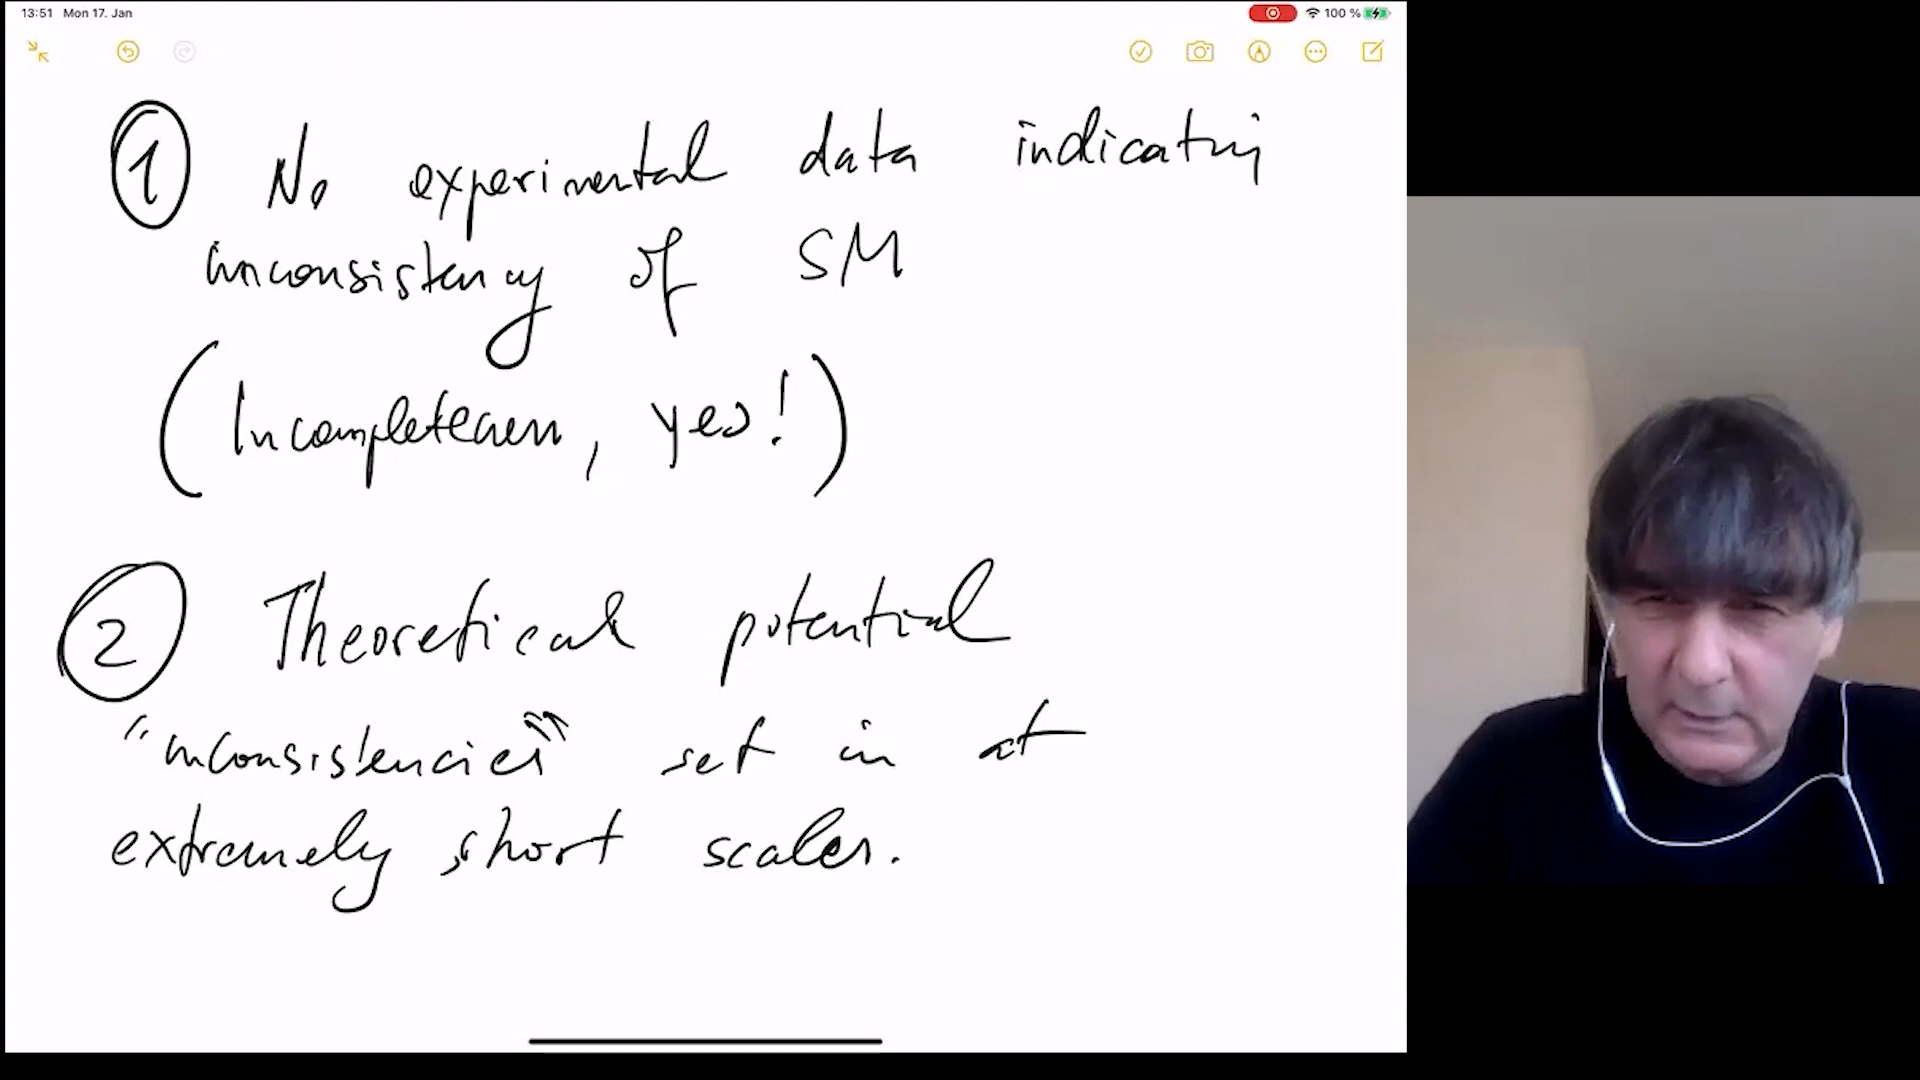 13:51 Mon 17. Jan
100 %
1 No experimental data indicating
inconsistency of SM
(Incompleteness, yes!)
2 Theoretical potential
"inconsistencies" set in at
extremely short scales.